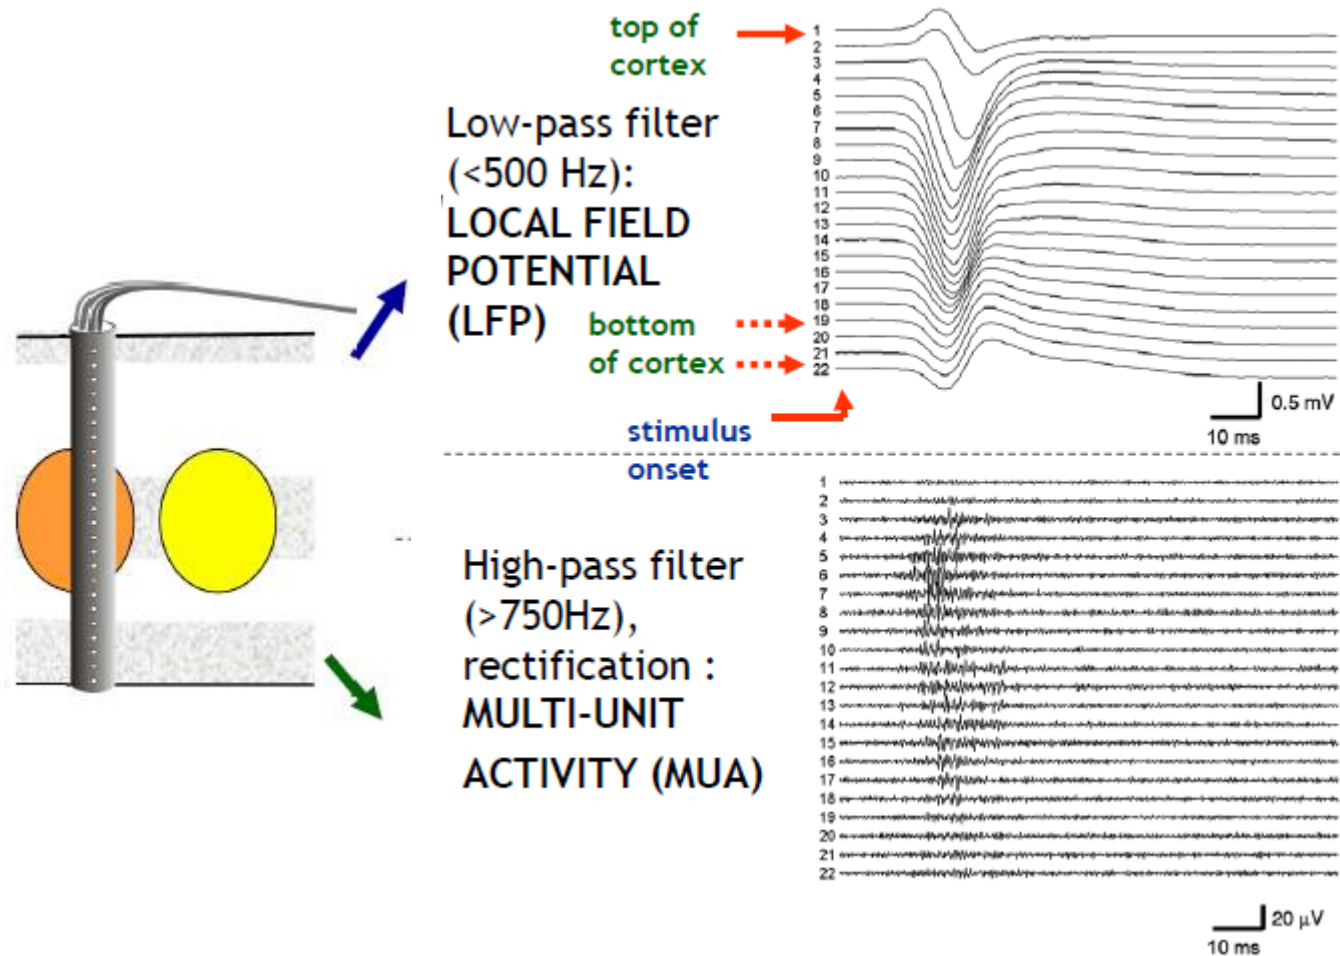 top of
cortex
Low-pass filter
(<500 Hz):
LOCAL FIELD
POTENTIAL
(LFP)
bottom
of cortex
stimulus
onset
1
2
3
4
5
6
7
8
9
10
11
12
13
14
15
16
17
18
19
20
21
22
0.5 mV
10 ms
High-pass filter
(>750Hz),
rectification :
MULTI-UNIT
ACTIVITY (MUA)
1
2
3
4
5
6
7
8
9
10
11
12
13
14
15
16
17
18
19
20
21
22
20 µV
10 ms